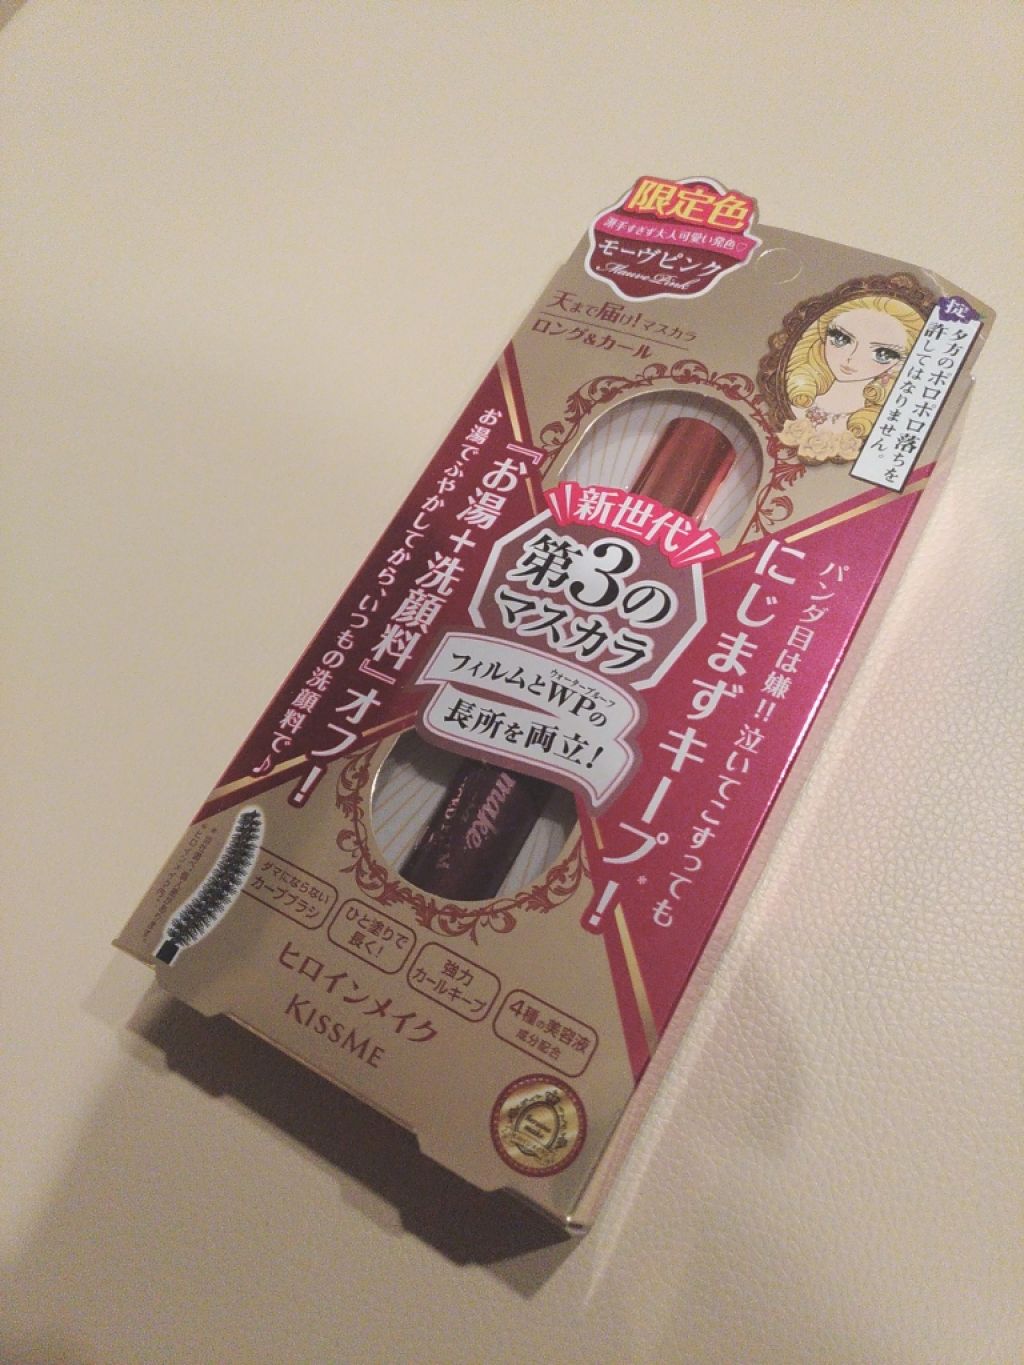 限定色
派手すぎず大人可愛い発色♡
モーヴピンク
Mauve Pink
天まで届け!マスカラ
ロング&カール
掟
夕方のポロポロ落ちを
許してはなりません。
パンダ目は嫌!!泣いてこすっても
にじまずキープ*!
新世代
第3の
マスカラ
ウォータープルーフ
フィルムとWPの
長所を両立!
『お湯+洗顔料』オフ!
お湯でふやかしてから、いつもの洗顔料で♪
make
ダマにならない
カーブブラシ
ひと塗りで
長く!
強力
カールキープ
4種の美容液
成分配合
ヒロインメイク
KISSME